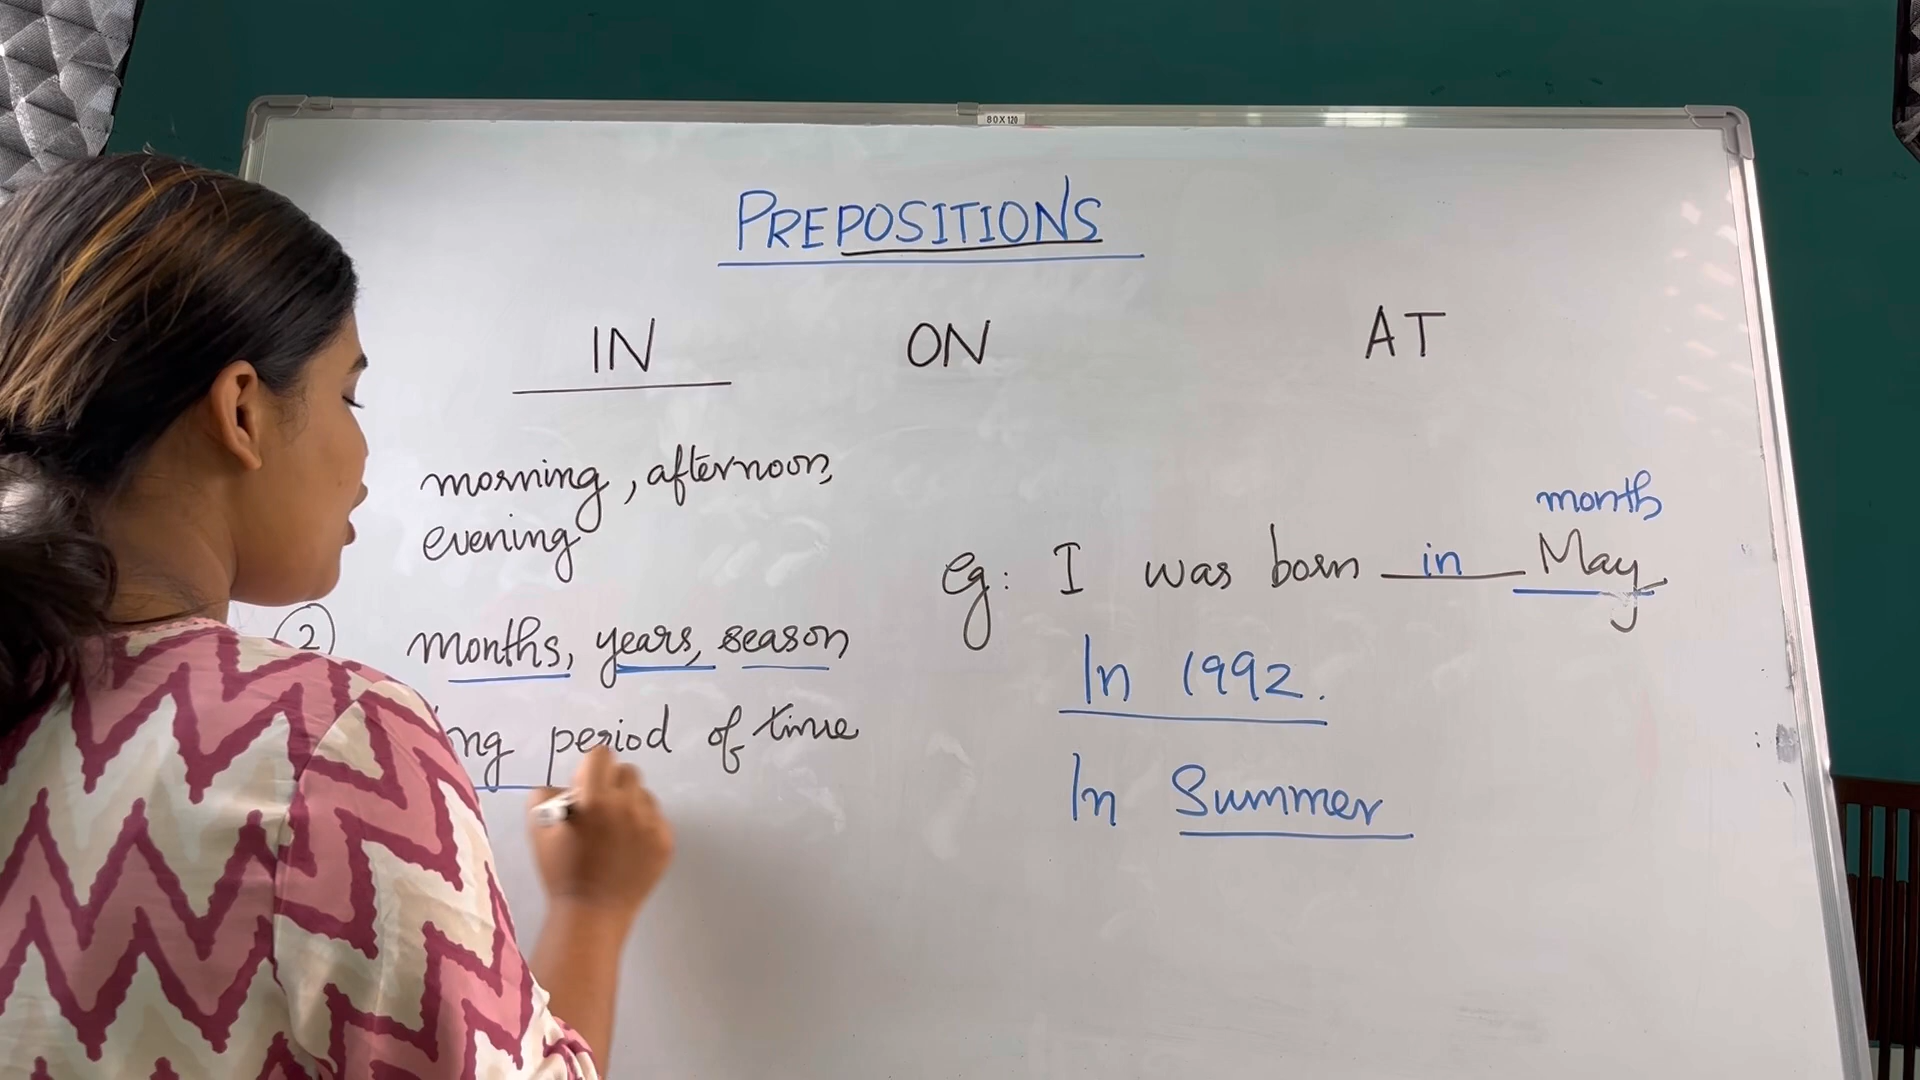 80X120
PREPOSITIONS
IN ON AT
morning, afternoon,
evening
month
eg: I was born in May.
2 months, years, season
In 1992.
period of time
In Summer